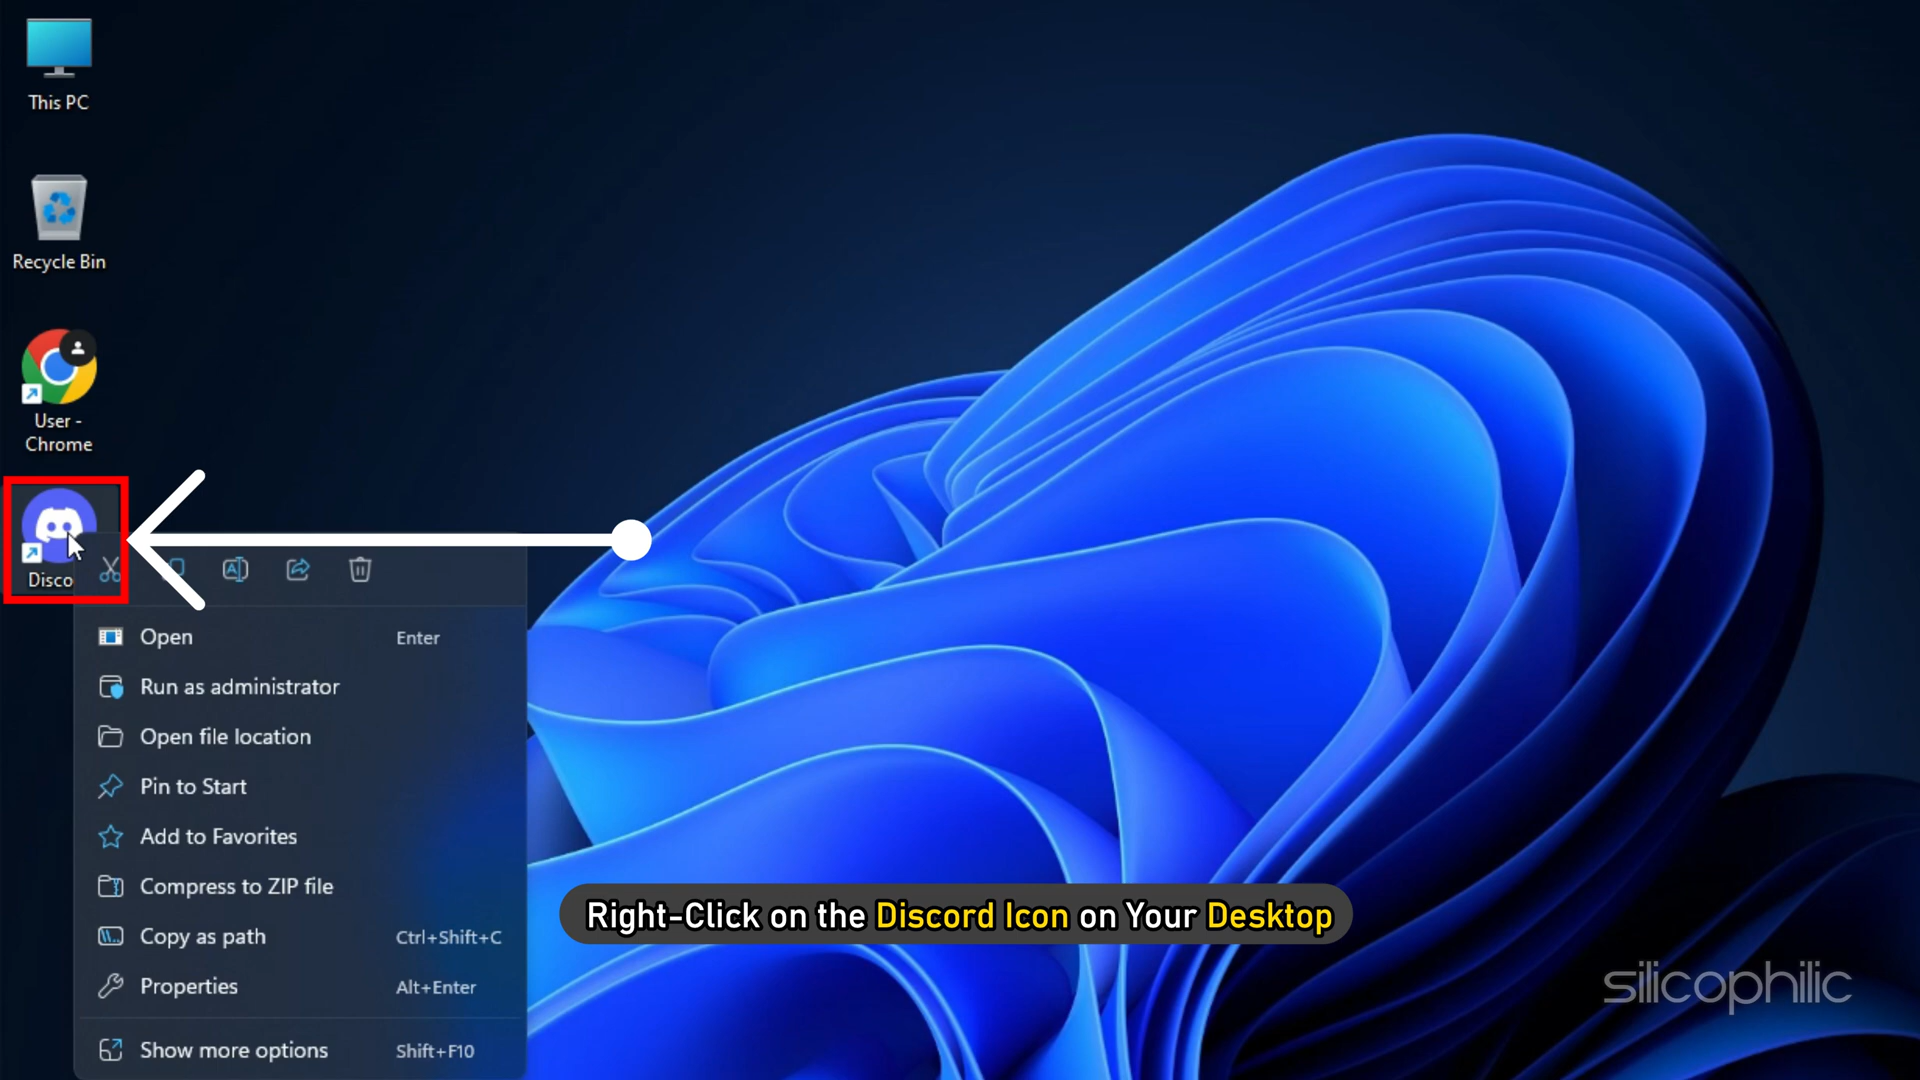 This PC
Recycle Bin
User -
Chrome
Disco
Open Enter
Run as administrator
Open file location
Pin to Start
Add to Favorites
Compress to ZIP file
Copy as path Ctrl+Shift+C
Properties Alt+Enter
Show more options Shift+F10
Right-Click on the Discord Icon on Your Desktop
silicophilic